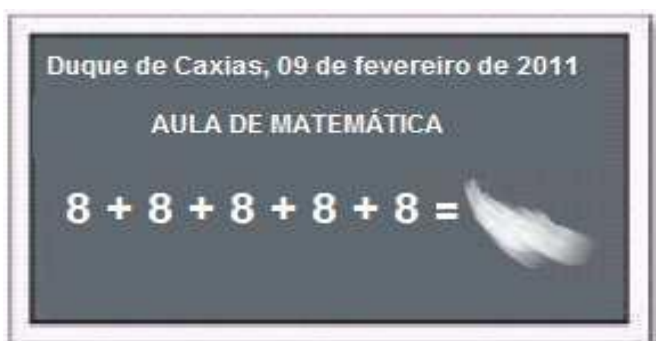 Duque de Caxias, 09 de fevereiro de 2011
AULA DE MATEMÁTICA
8 + 8 + 8 + 8 + 8 =